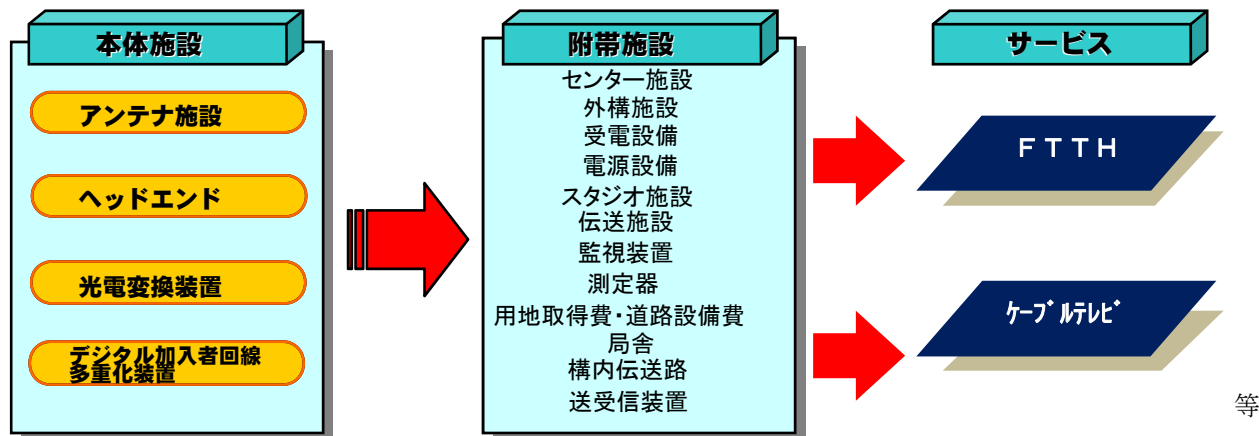 本体施設
アンテナ施設
ヘッドエンド
光電変換装置
デジタル加入者回線
多重化装置
附帯施設
センター施設
外構施設
受電設備
電源設備
スタジオ施設
伝送施設
監視装置
測定器
用地取得費・道路設備費
局舎
構内伝送路
送受信装置
サービス
ＦＴＴＨ
ｹｰﾌﾞﾙﾃﾚﾋﾞ
等